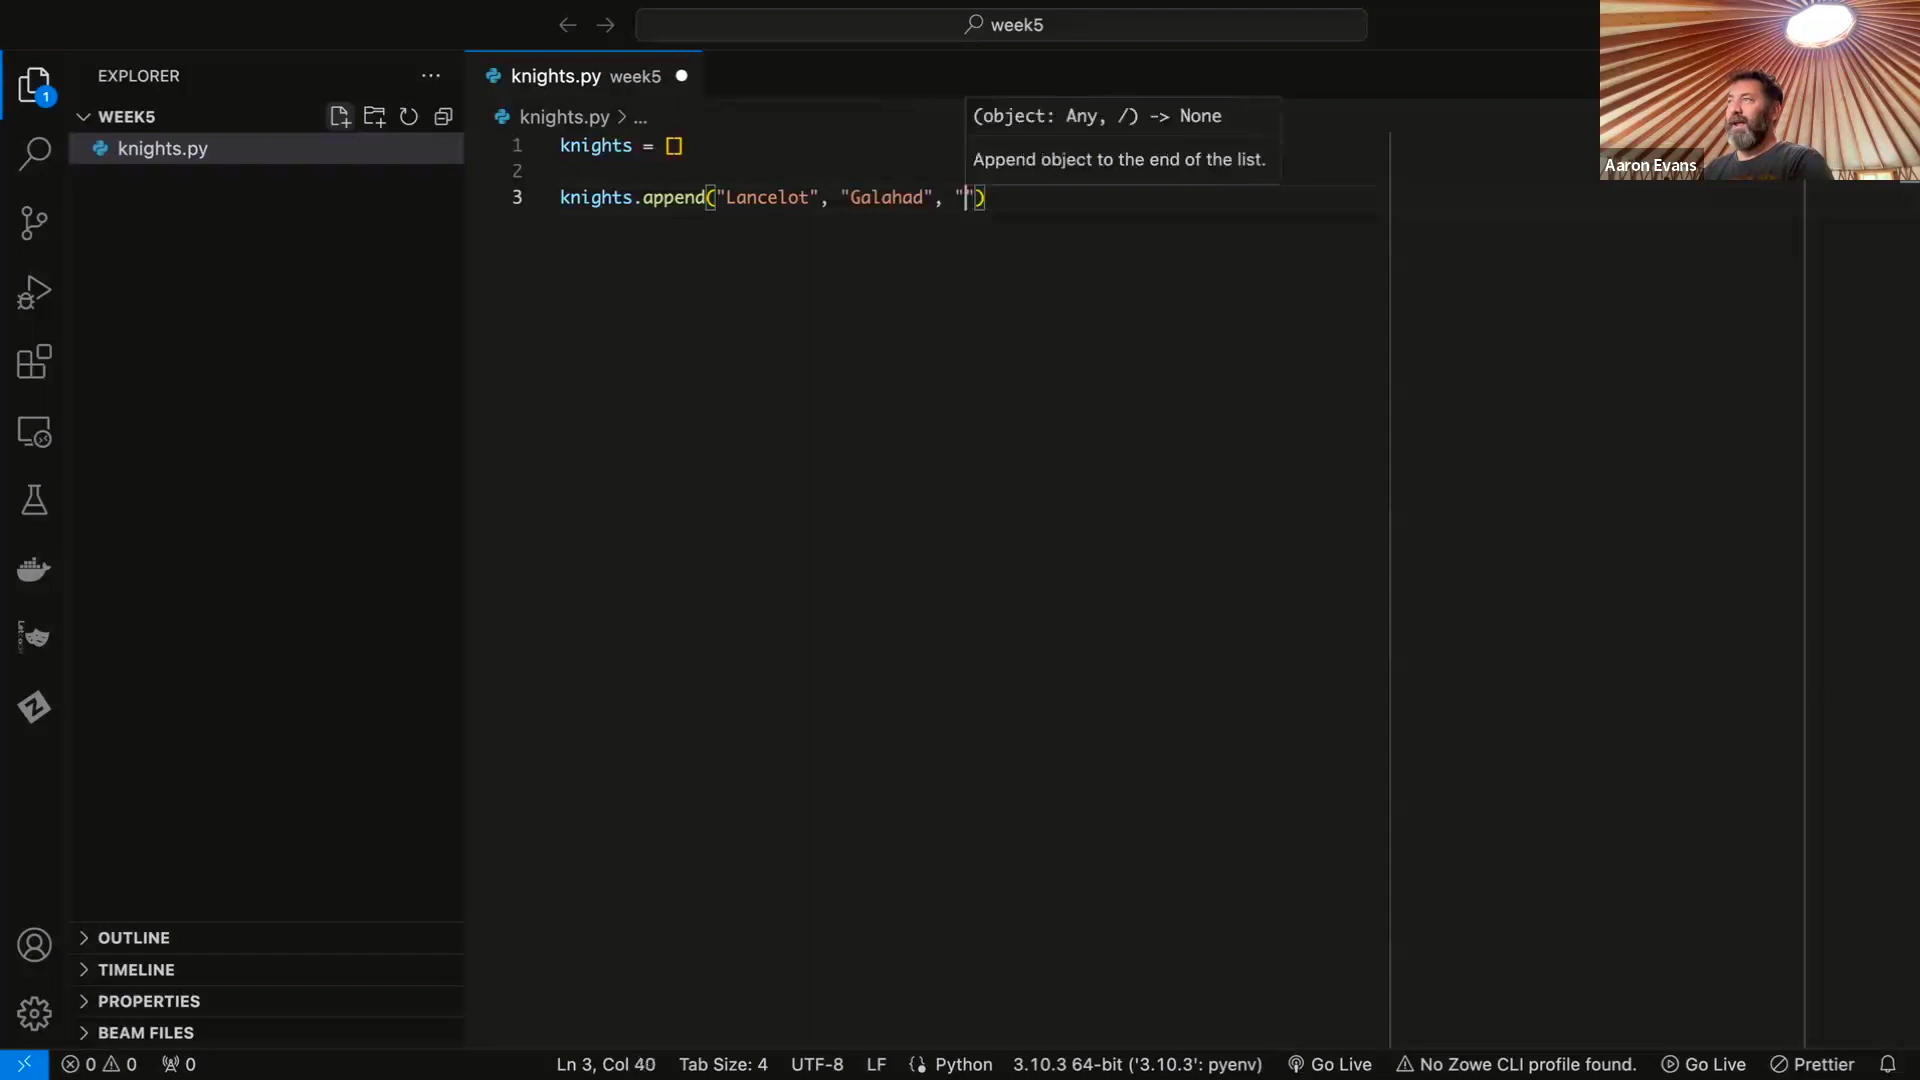 week5
Aaron Evans
EXPLORER
1
WEEK5
knights.py
knights.py week5
knights.py > ...
(object: Any, /) -> None
Append object to the end of the list.
1 knights = []
2
3 knights.append("Lancelot", "Galahad", "")
OUTLINE
TIMELINE
PROPERTIES
BEAM FILES
0 0 0 Ln 3, Col 40 Tab Size: 4 UTF-8 LF Python 3.10.3 64-bit ('3.10.3': pyenv) Go Live No Zowe CLI profile found. Go Live Prettier